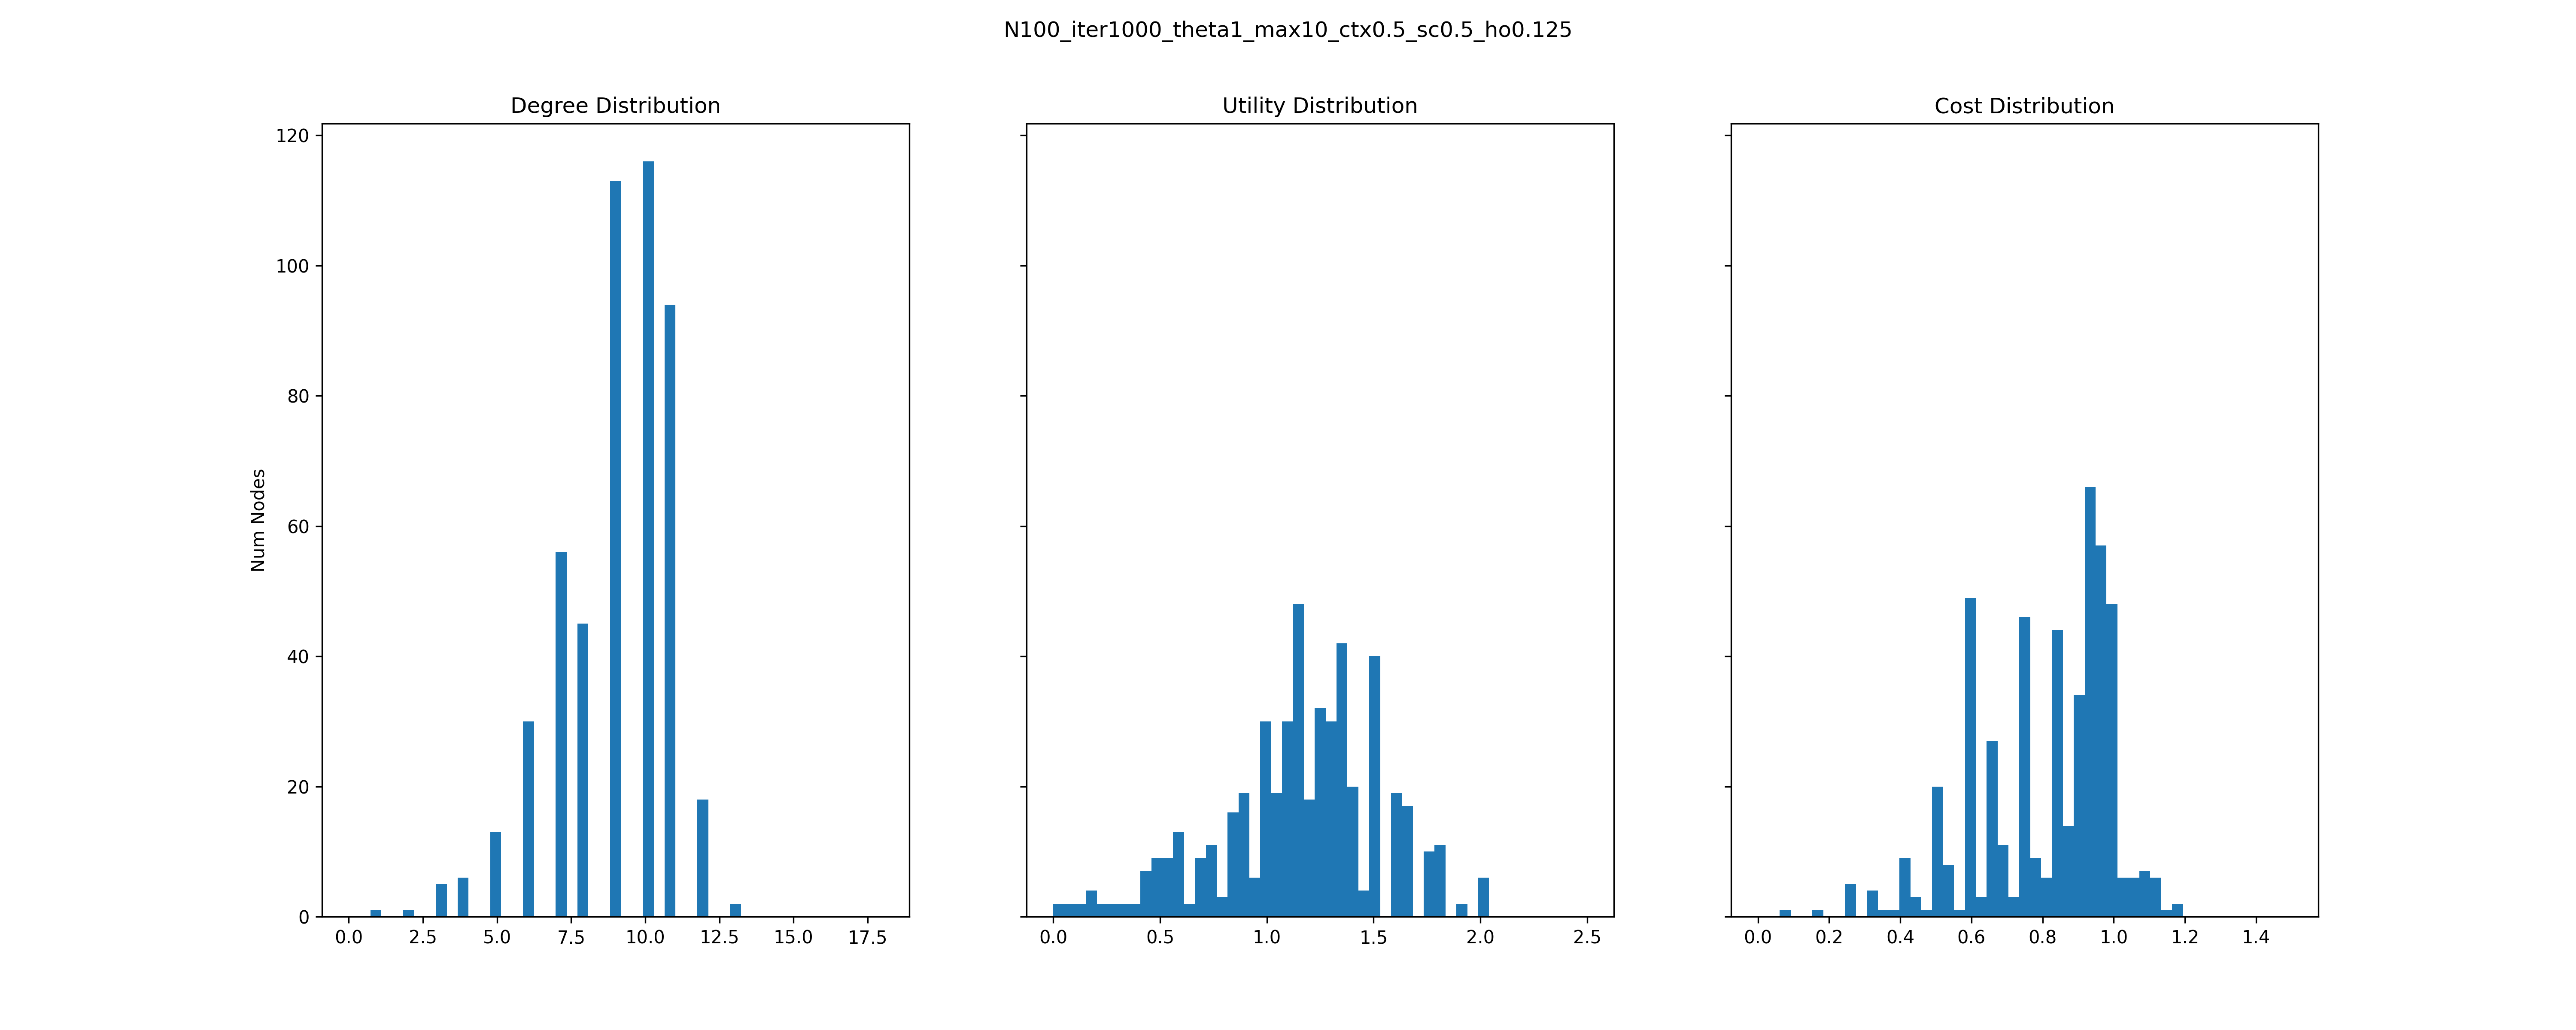 N100_iter1000_theta1_max10_ctx0.5_sc0.5_ho0.125
Degree Distribution
Utility Distribution
Cost Distribution
Num Nodes
120
100
80
60
40
20
0
0.0 2.5 5.0 7.5 10.0 12.5 15.0 17.5
0.0 0.5 1.0 1.5 2.0 2.5
0.0 0.2 0.4 0.6 0.8 1.0 1.2 1.4